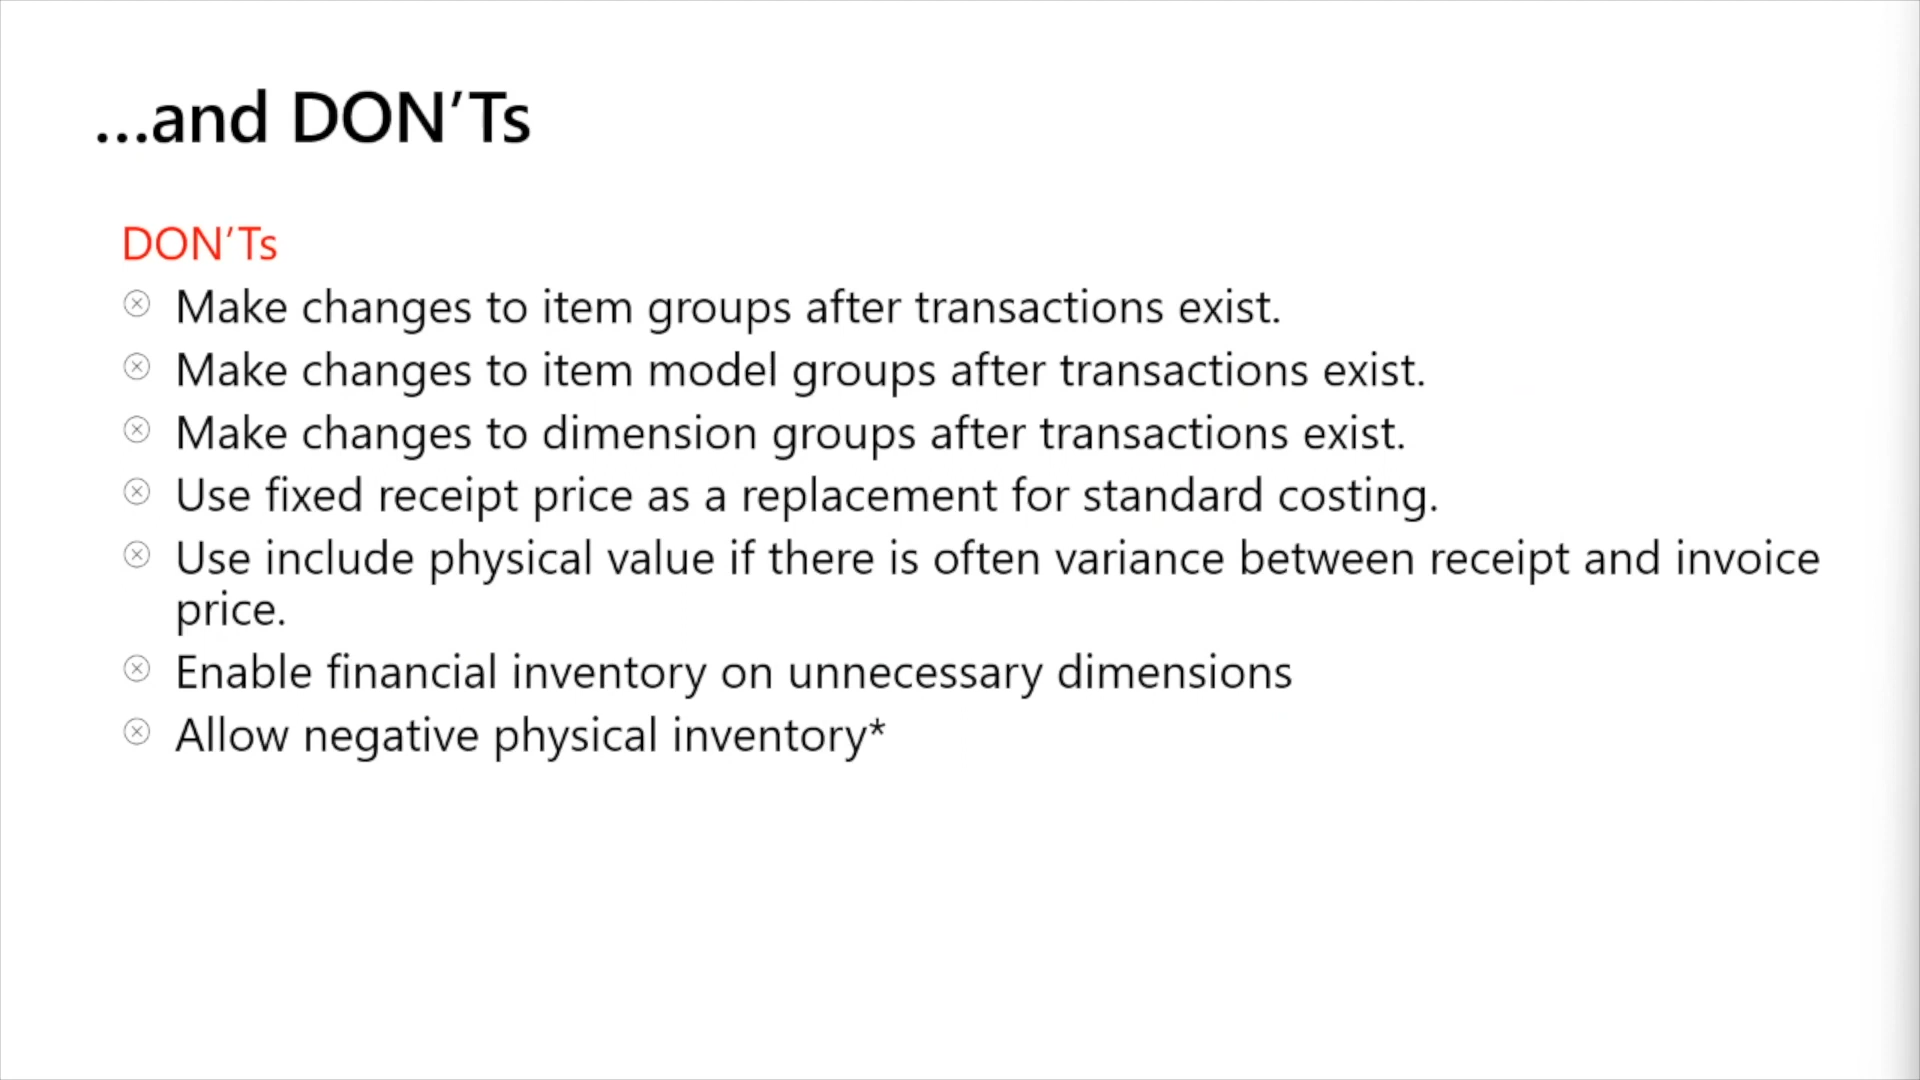 ...and DON'Ts
DON'Ts
Make changes to item groups after transactions exist.
Make changes to item model groups after transactions exist.
Make changes to dimension groups after transactions exist.
Use fixed receipt price as a replacement for standard costing.
Use include physical value if there is often variance between receipt and invoice
price.
Enable financial inventory on unnecessary dimensions
Allow negative physical inventory*